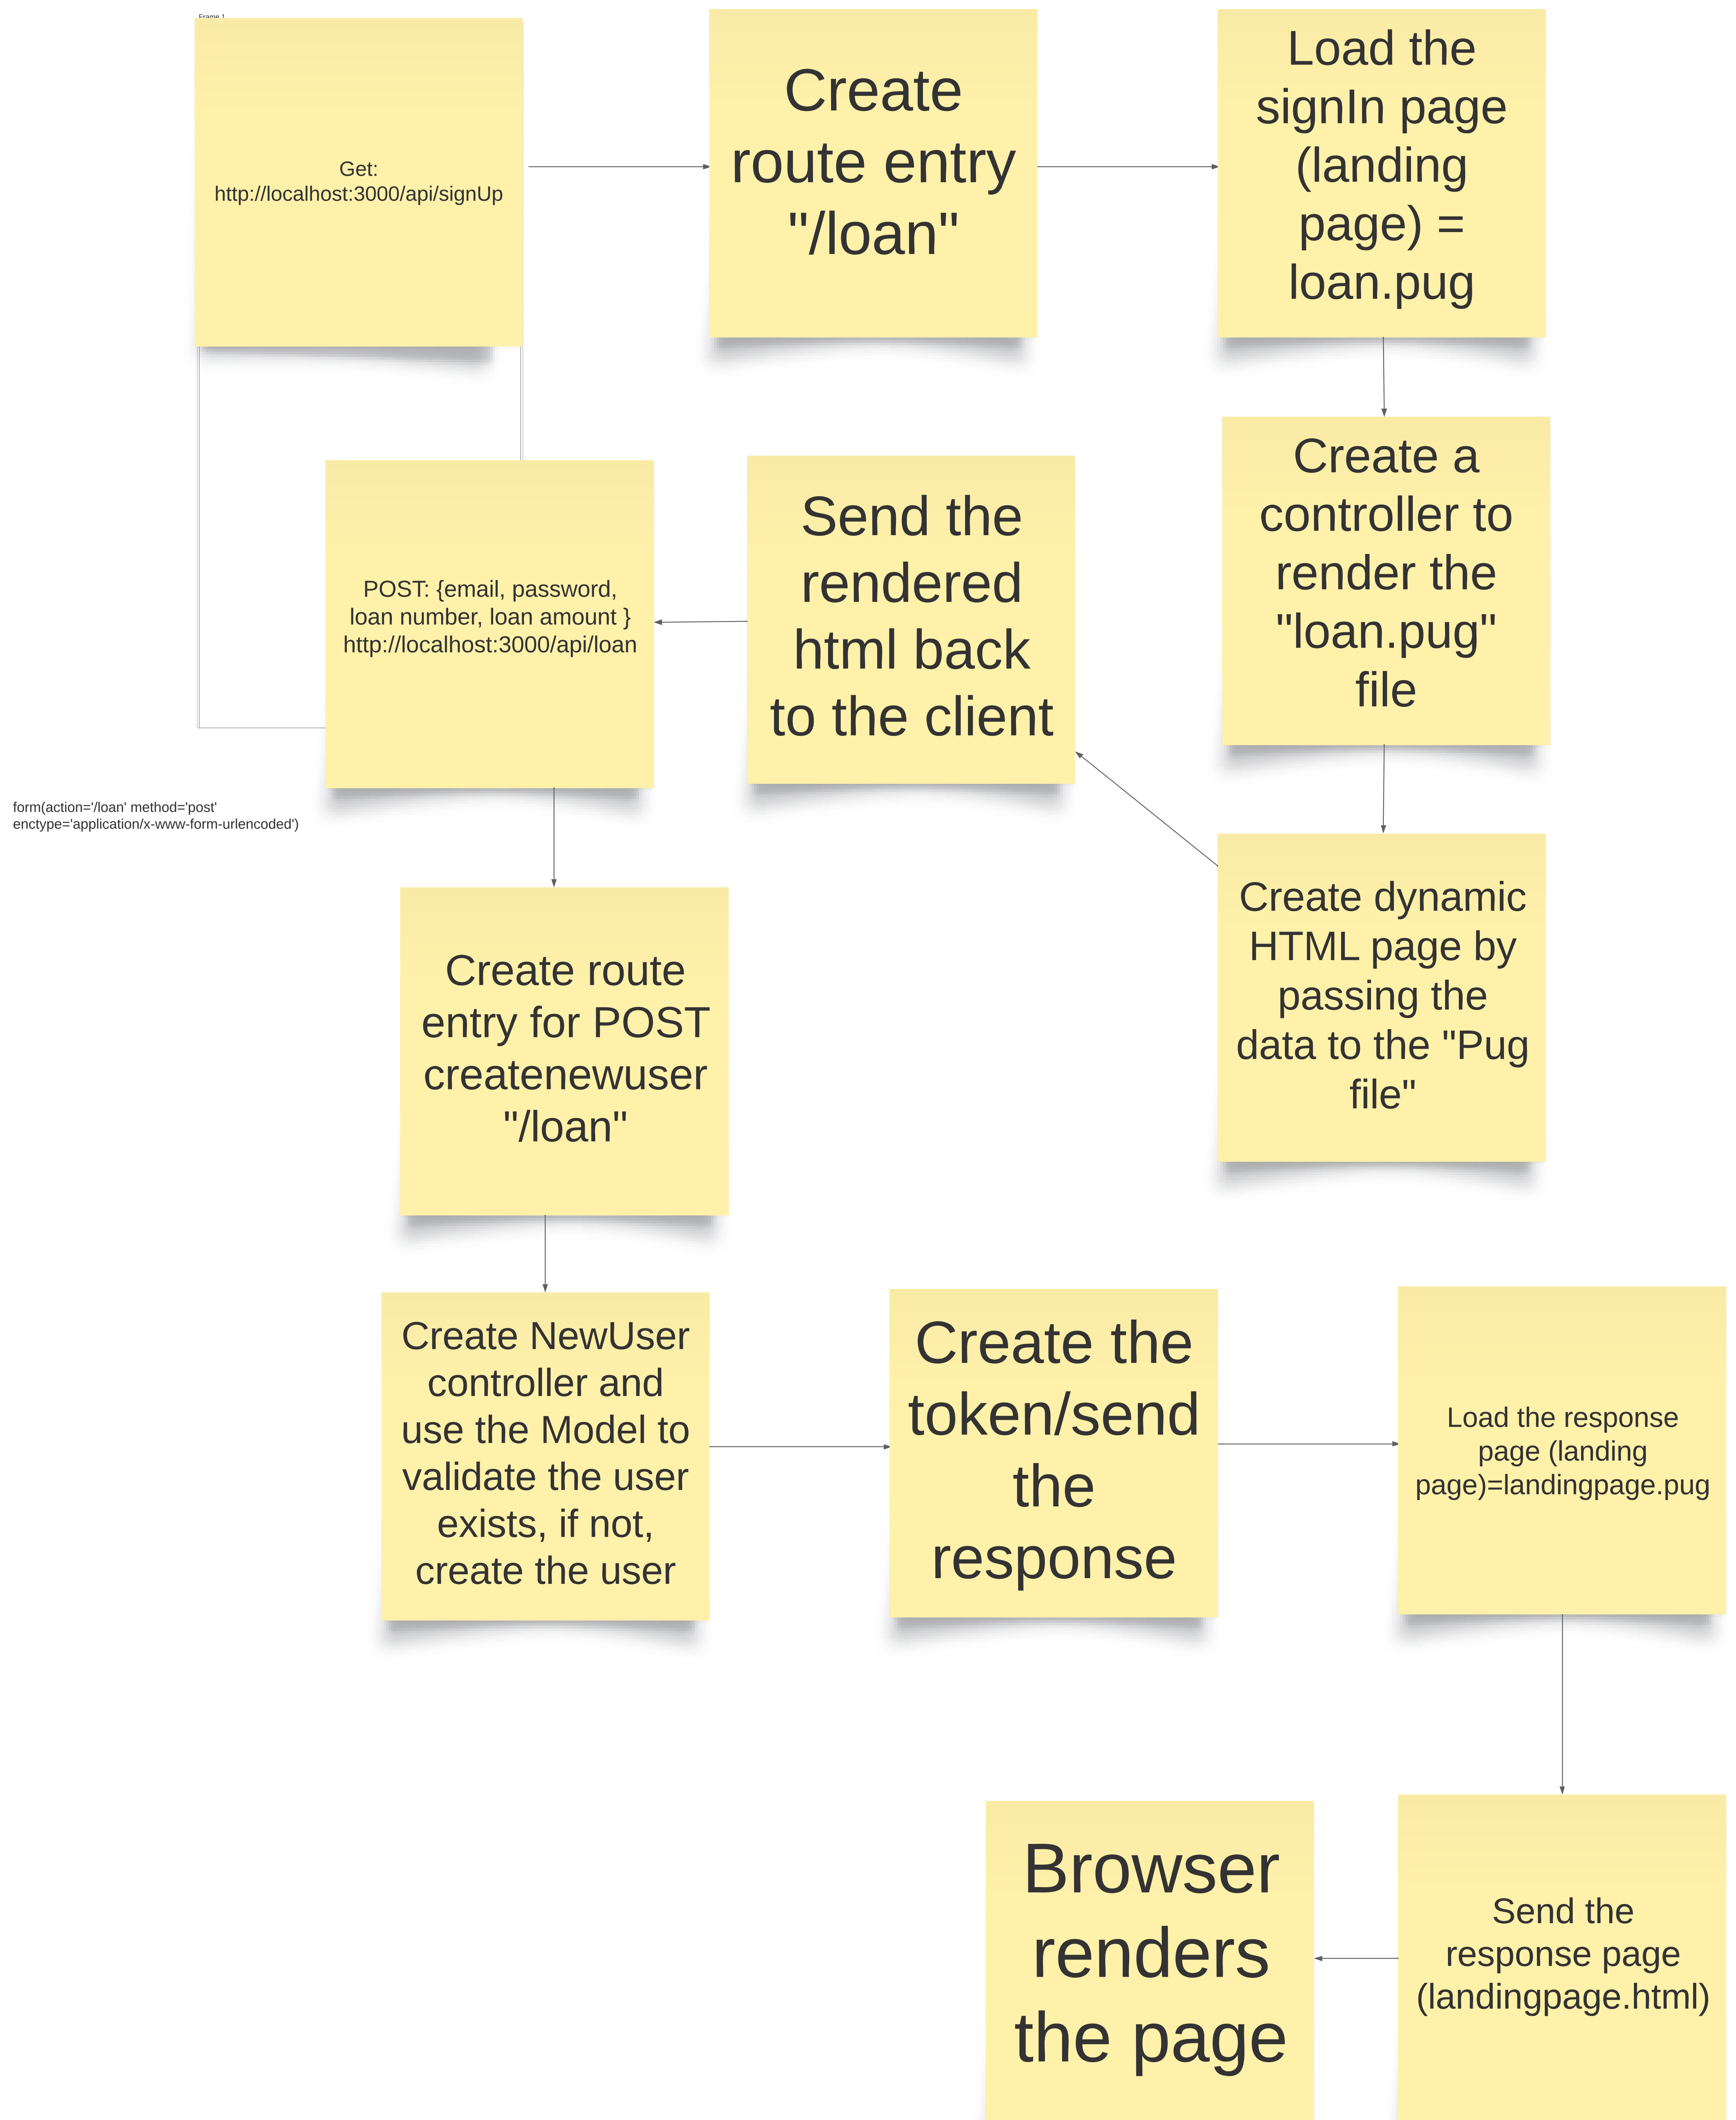 Frame 1
Get:
http://localhost:3000/api/signUp
Create
route entry
"/loan"
Load the
signIn page
(landing
page) =
loan.pug
Create a
controller to
render the
"loan.pug"
file
Create dynamic
HTML page by
passing the
data to the "Pug
file"
Send the
rendered
html back
to the client
POST: {email, password,
loan number, loan amount }
http://localhost:3000/api/loan
form(action='/loan' method='post'
enctype='application/x-www-form-urlencoded')
Create route
entry for POST
createnewuser
"/loan"
Create NewUser
controller and
use the Model to
validate the user
exists, if not,
create the user
Create the
token/send
the
response
Load the response
page (landing
page)=landingpage.pug
Send the
response page
(landingpage.html)
Browser
renders
the page